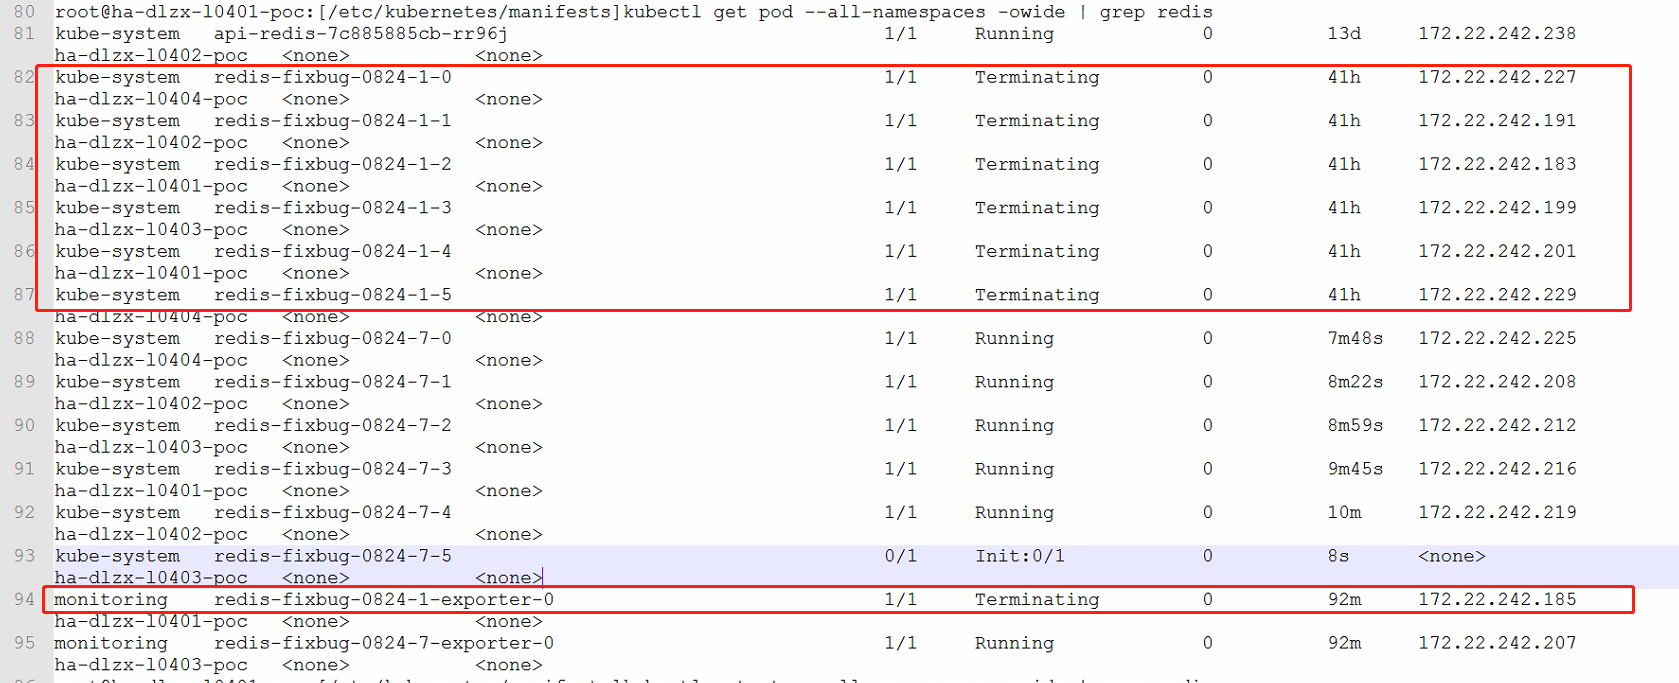 80 root@ha-dlzx-l0401-poc:[/etc/kubernetes/manifests]kubectl get pod --all-namespaces -owide | grep redis
81 kube-system api-redis-7c885885cb-rr96j 1/1 Running 0 13d 172.22.242.238
ha-dlzx-l0402-poc <none> <none>
82 kube-system redis-fixbug-0824-1-0 1/1 Terminating 0 41h 172.22.242.227
ha-dlzx-l0404-poc <none> <none>
83 kube-system redis-fixbug-0824-1-1 1/1 Terminating 0 41h 172.22.242.191
ha-dlzx-l0402-poc <none> <none>
84 kube-system redis-fixbug-0824-1-2 1/1 Terminating 0 41h 172.22.242.183
ha-dlzx-l0401-poc <none> <none>
85 kube-system redis-fixbug-0824-1-3 1/1 Terminating 0 41h 172.22.242.199
ha-dlzx-l0403-poc <none> <none>
86 kube-system redis-fixbug-0824-1-4 1/1 Terminating 0 41h 172.22.242.201
ha-dlzx-l0401-poc <none> <none>
87 kube-system redis-fixbug-0824-1-5 1/1 Terminating 0 41h 172.22.242.229
ha-dlzx-l0404-poc <none> <none>
88 kube-system redis-fixbug-0824-7-0 1/1 Running 0 7m48s 172.22.242.225
ha-dlzx-l0404-poc <none> <none>
89 kube-system redis-fixbug-0824-7-1 1/1 Running 0 8m22s 172.22.242.208
ha-dlzx-l0402-poc <none> <none>
90 kube-system redis-fixbug-0824-7-2 1/1 Running 0 8m59s 172.22.242.212
ha-dlzx-l0403-poc <none> <none>
91 kube-system redis-fixbug-0824-7-3 1/1 Running 0 9m45s 172.22.242.216
ha-dlzx-l0401-poc <none> <none>
92 kube-system redis-fixbug-0824-7-4 1/1 Running 0 10m 172.22.242.219
ha-dlzx-l0402-poc <none> <none>
93 kube-system redis-fixbug-0824-7-5 0/1 Init:0/1 0 8s <none>
ha-dlzx-l0403-poc <none> <none>
94 monitoring redis-fixbug-0824-1-exporter-0 1/1 Terminating 0 92m 172.22.242.185
ha-dlzx-l0401-poc <none> <none>
95 monitoring redis-fixbug-0824-7-exporter-0 1/1 Running 0 92m 172.22.242.207
ha-dlzx-l0403-poc <none> <none>